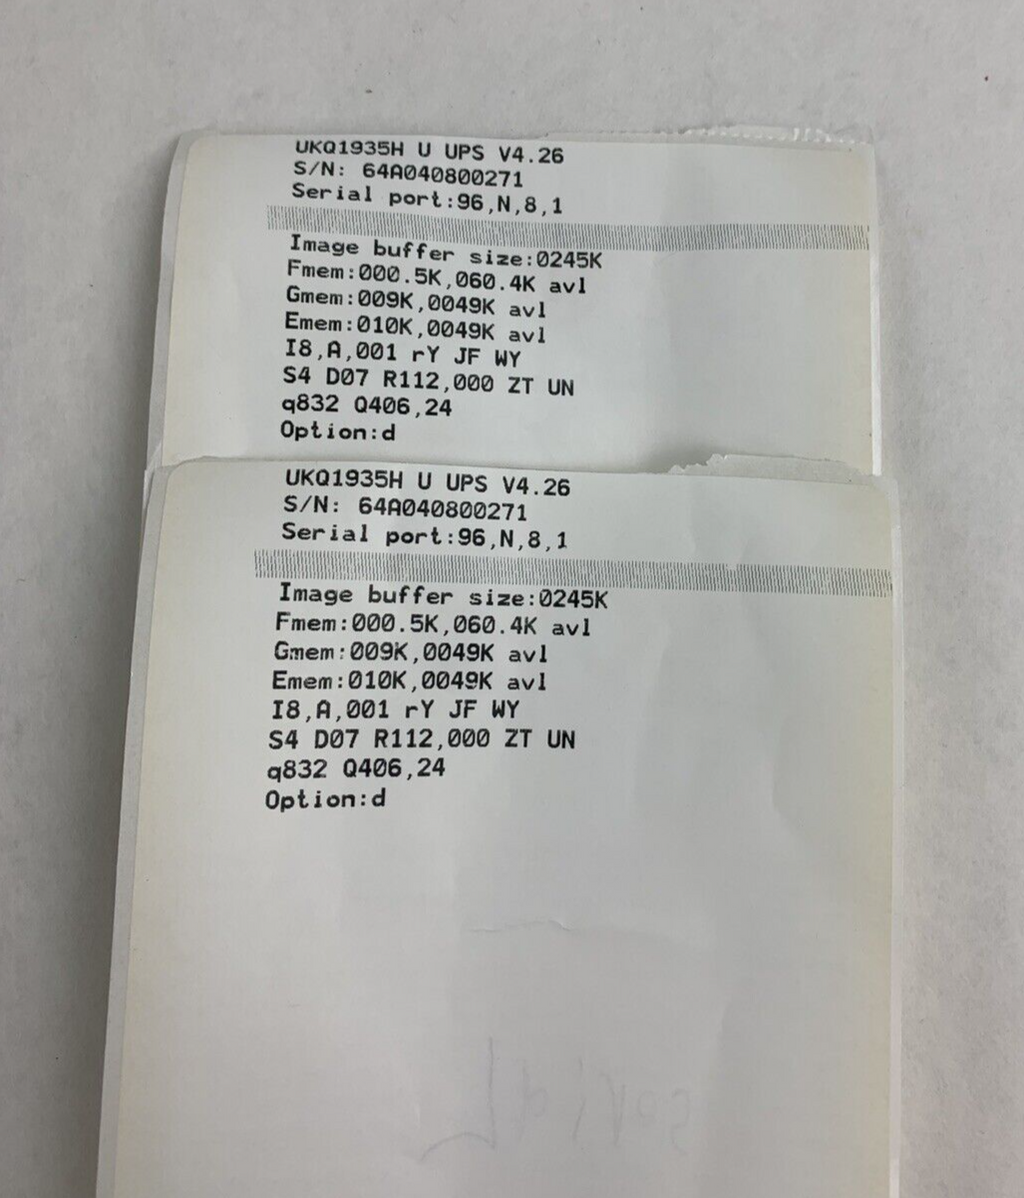 UKQ1935H U UPS V4.26
S/N: 64A040800271
Serial port:96,N,8,1
Image buffer size:0245K
Fmem:000.5K,060.4K avl
Gmem:009K,0049K avl
Emem:010K,0049K avl
I8,A,001 rY JF WY
S4 D07 R112,000 ZT UN
q832 Q406,24
Option:d
UKQ1935H U UPS V4.26
S/N: 64A040800271
Serial port:96,N,8,1
Image buffer size:0245K
Fmem:000.5K,060.4K avl
Gmem:009K,0049K avl
Emem:010K,0049K avl
I8,A,001 rY JF WY
S4 D07 R112,000 ZT UN
q832 Q406,24
Option:d